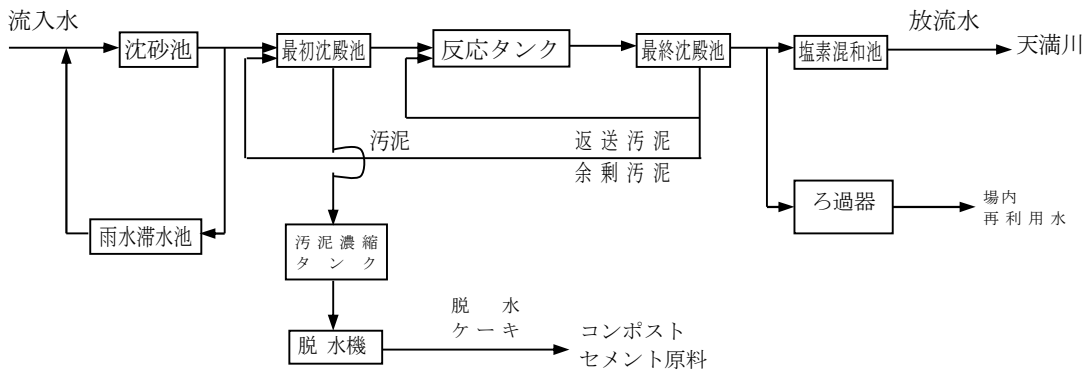 流入水
放流水
沈砂池
最初沈殿池
反応タンク
最終沈殿池
塩素混和池
天満川
汚泥
返送汚泥
余剰汚泥
ろ過器
場内
再利用水
雨水滞水池
汚泥濃縮
タンク
脱水
ケーキ
脱 水機
コンポスト
セメント原料